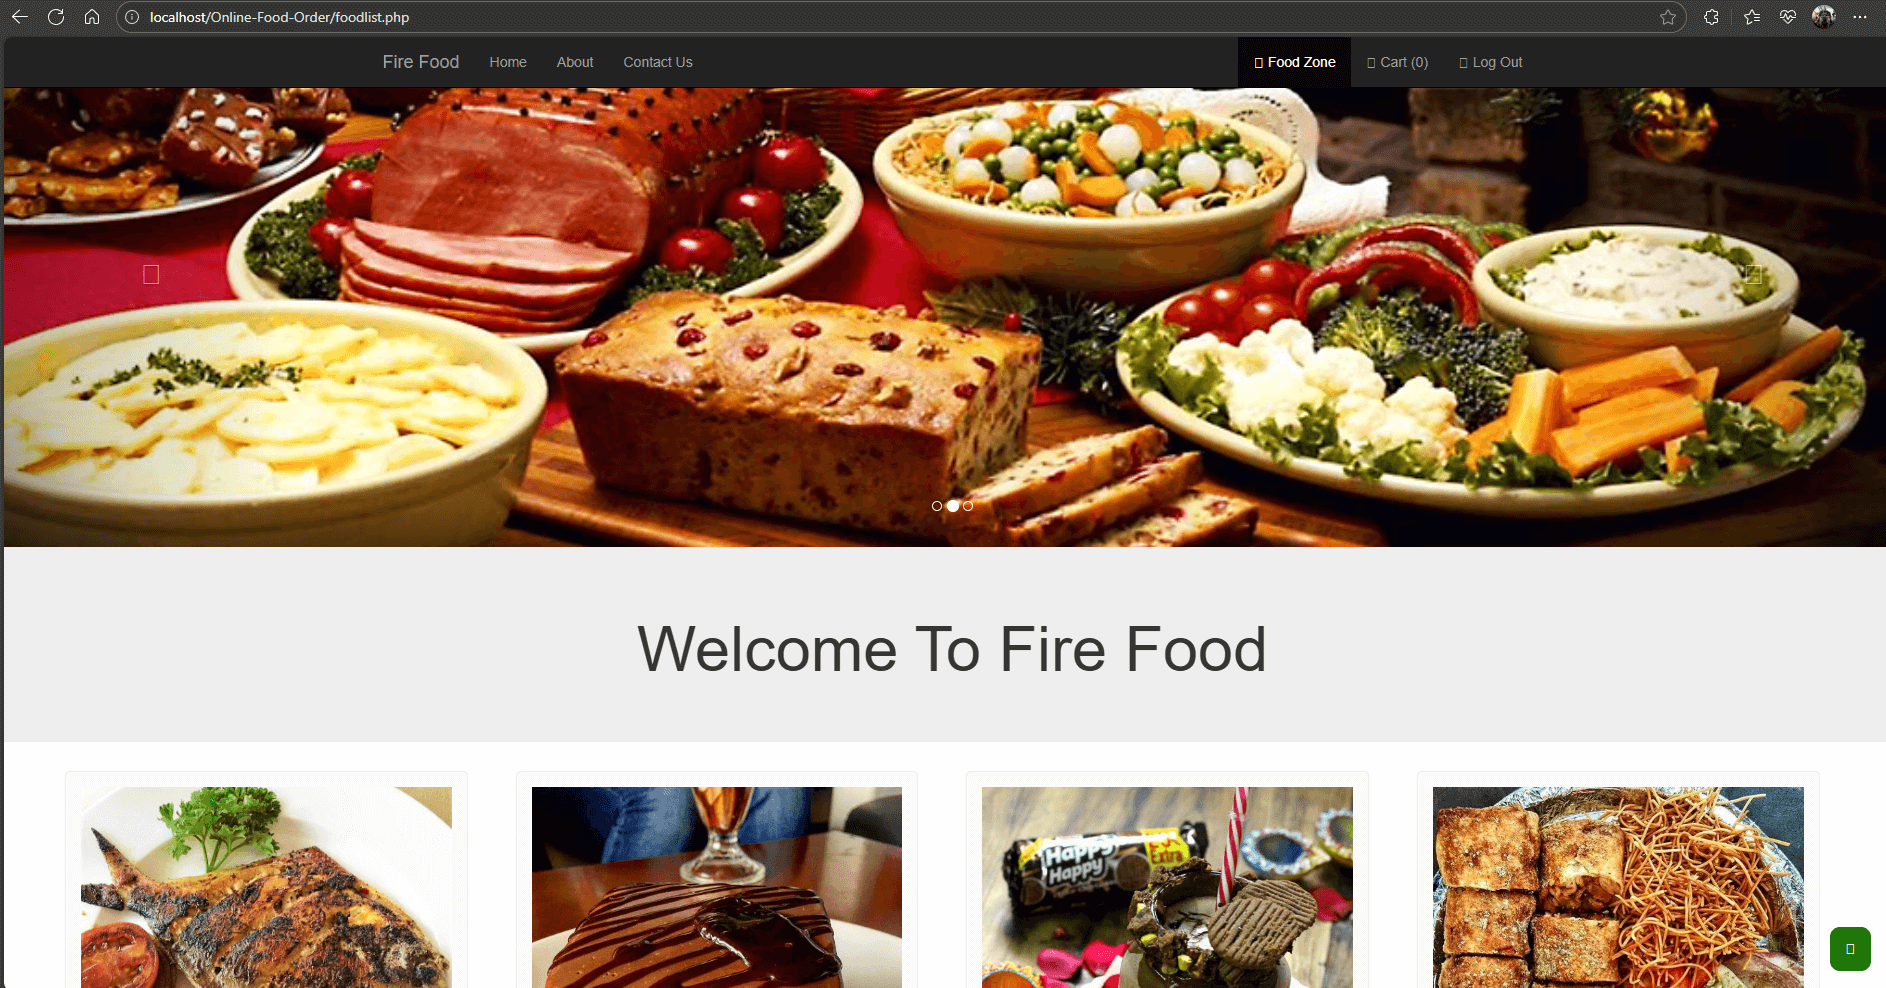 localhost/Online-Food-Order/foodlist.php
Fire Food Home About Contact Us Food Zone Cart (0) Log Out
Welcome To Fire Food
Happy Happy
Extra